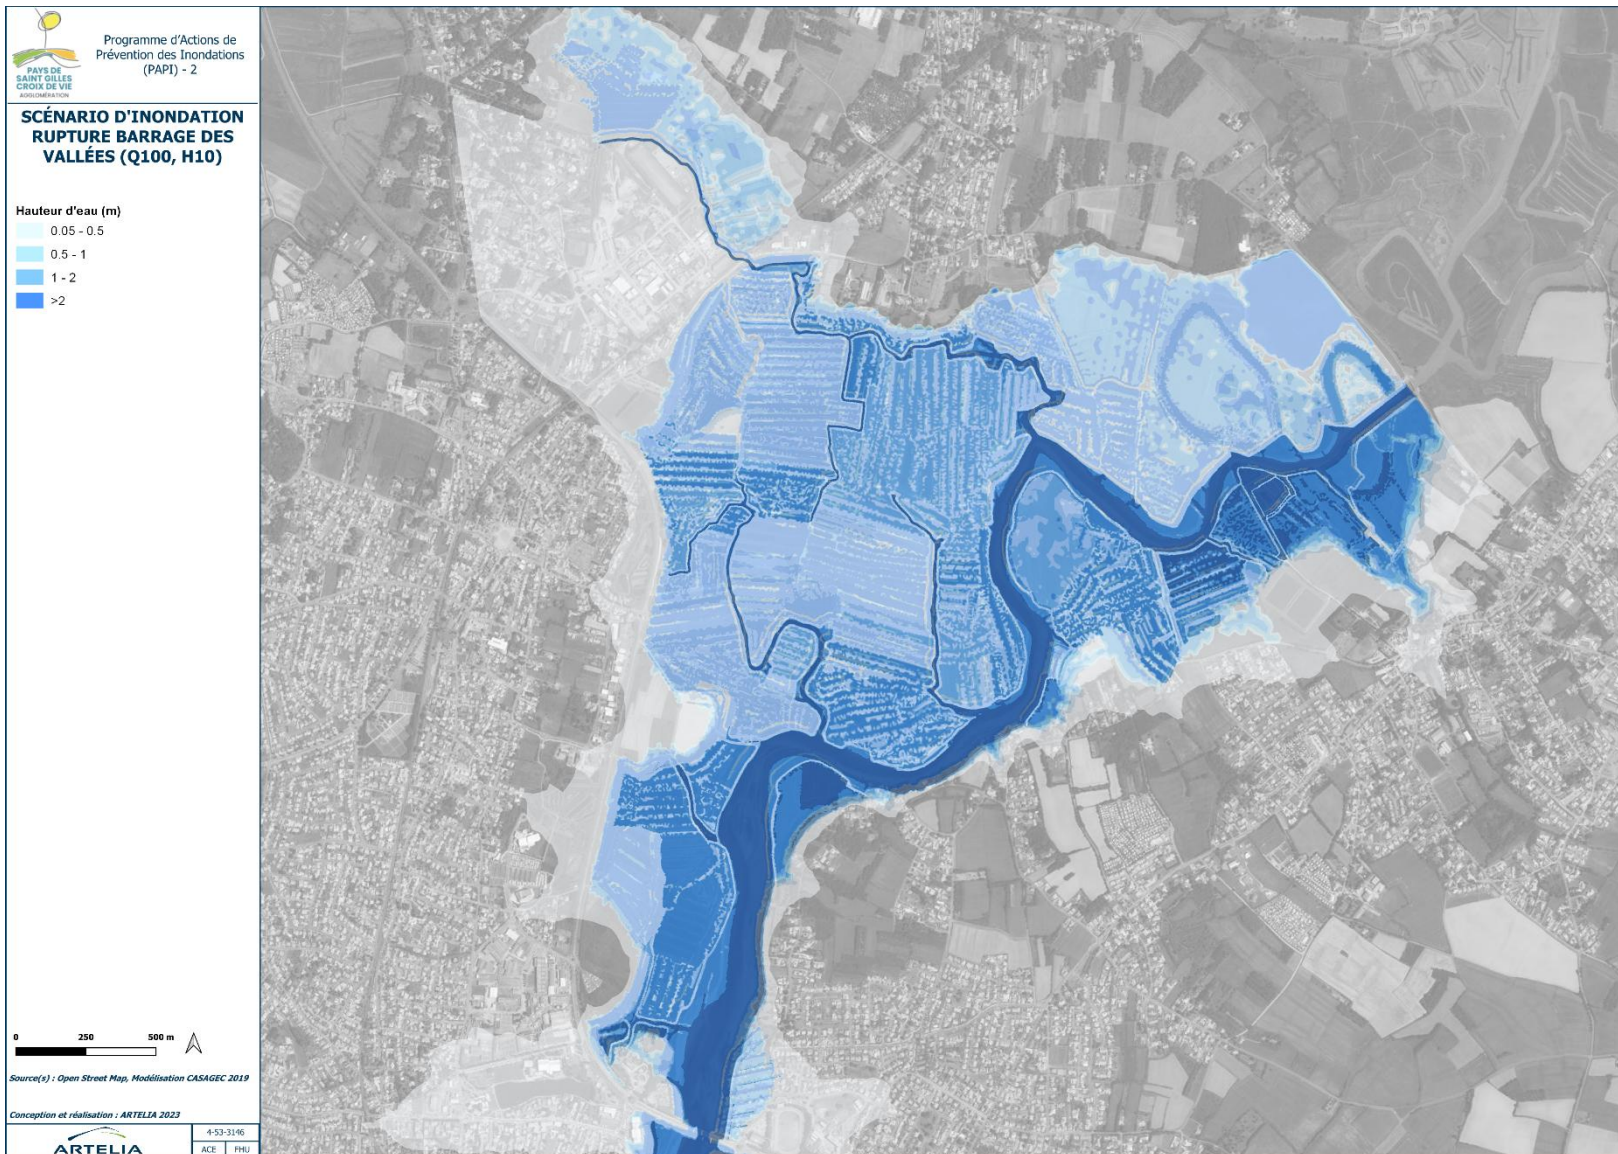 PAYS DE
SAINT GILLES
CROIX DE VIE
AGGLOMÉRATION
Programme d'Actions de
Prévention des Inondations
(PAPI) - 2
SCÉNARIO D'INONDATION
RUPTURE BARRAGE DES
VALLÉES (Q100, H10)
Hauteur d'eau (m)
0.05 - 0.5
0.5 - 1
1 - 2
>2
0 250 500 m
Source(s) : Open Street Map, Modélisation CASAGEC 2019
Conception et réalisation : ARTELIA 2023
ARTELIA
4-53-3146
ACE FHU